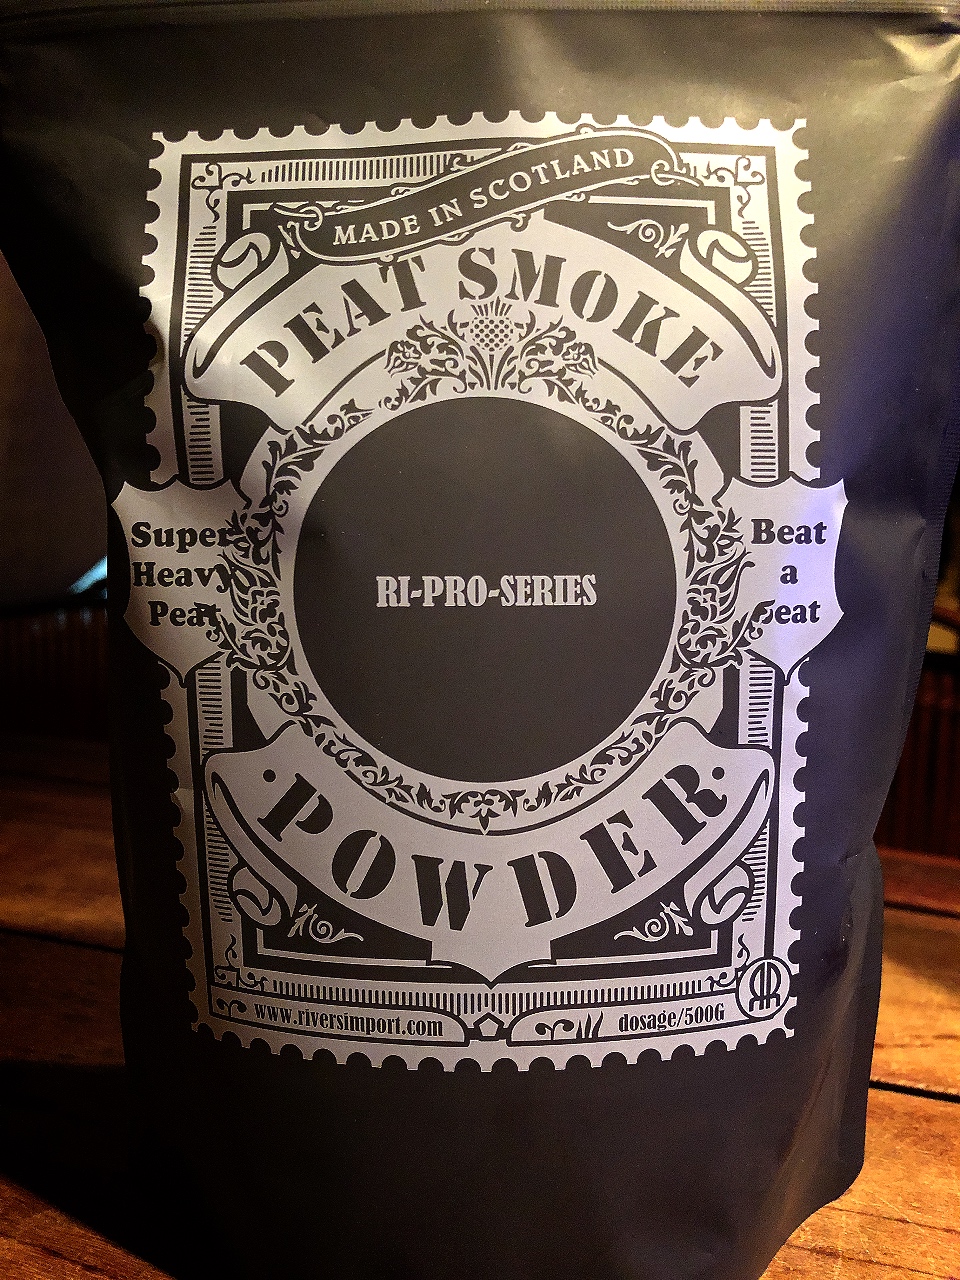 MADE IN SCOTLAND
PEAT SMOKE
Super
Heavy
Peat
Beat
a
RI-PRO-SERIES
·POWDER·
www.riversimport.com
dosage/500G